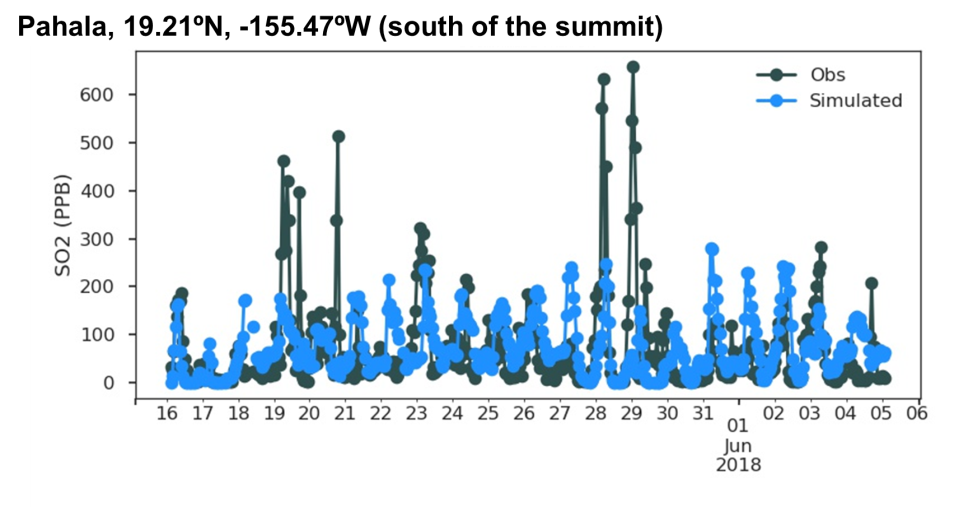 Pahala, 19.21ºN, -155.47ºW (south of the summit)
Obs
Simulated
SO2 (PPB)
600
500
400
300
200
100
0
16 17 18 19 20 21 22 23 24 25 26 27 28 29 30 31 02 03 04 05 06
01
Jun
2018